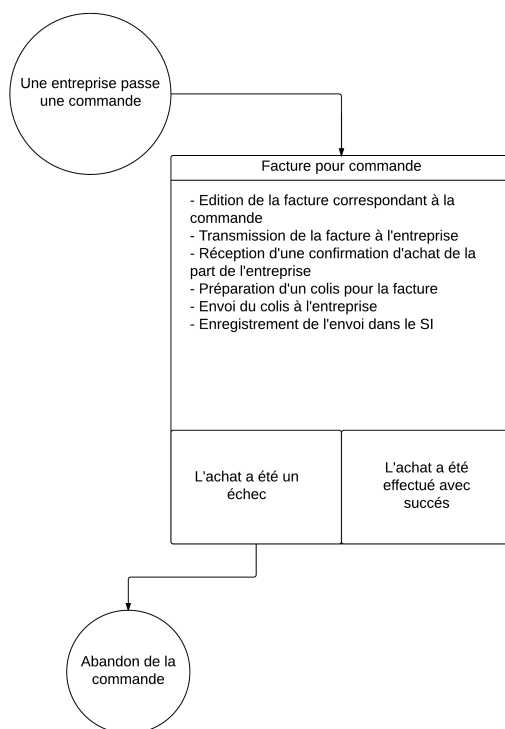 Une entreprise passe
une commande
Facture pour commande
- Edition de la facture correspondant à la
commande
- Transmission de la facture à l'entreprise
- Réception d'une confirmation d'achat de la
part de l'entreprise
- Préparation d'un colis pour la facture
- Envoi du colis à l'entreprise
- Enregistrement de l'envoi dans le SI
L'achat a été un
échec
L'achat a été
effectué avec
succés
Abandon de la
commande